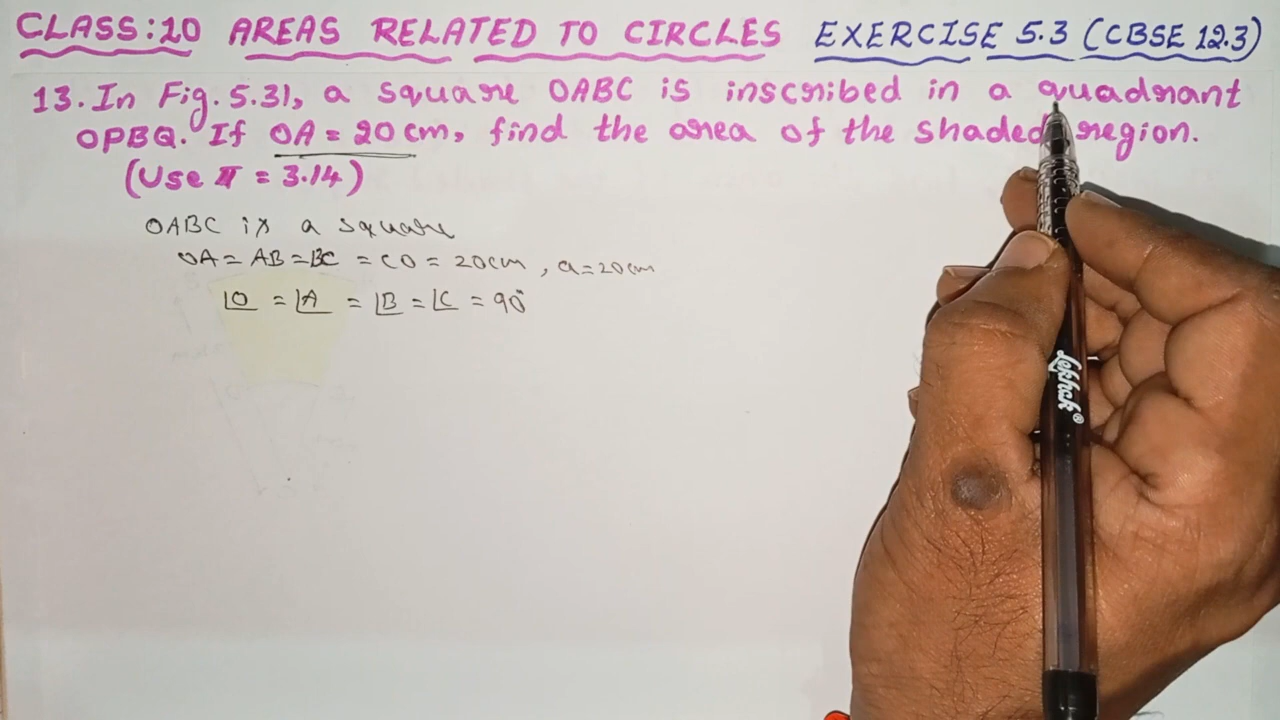 CLASS:10 AREAS RELATED TO CIRCLES EXERCISE 5.3 (CBSE 12.3)
13. In Fig. 5.31, a square OABC is inscribed in a quadrant
OPBQ. If OA = 20 cm, find the area of the shaded region.
(Use π = 3.14)
OABC is a square
OA = AB = BC = CO = 20cm, a = 20cm
∠O = ∠A = ∠B = ∠C = 90°
Lekhak®